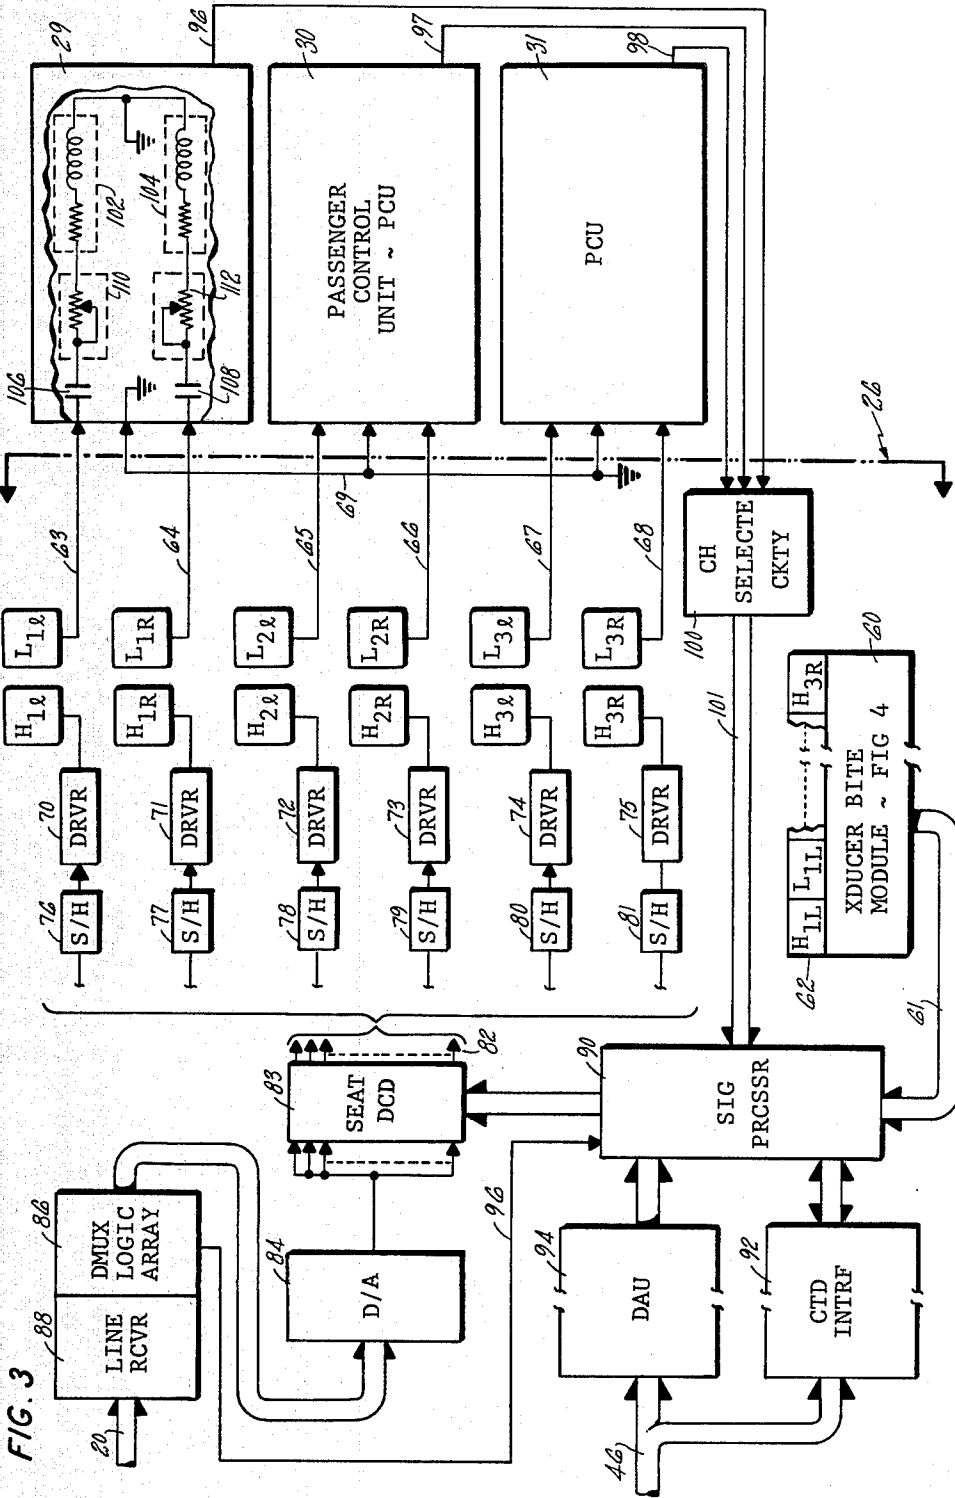 FIG. 3
20
88
LINE
RCVR
86
DMUX
LOGIC
ARRAY
84
D/A
83
SEAT
DCD
82
96
46
94
DAU
92
CTD
INTRF
90
SIG
PRCSSR
61
101
76
S/H
70
DRVR
H1ℓ
L1ℓ
63
77
S/H
71
DRVR
H1R
L1R
64
78
S/H
72
DRVR
H2ℓ
L2ℓ
65
79
S/H
73
DRVR
H2R
L2R
66
80
S/H
74
DRVR
H3ℓ
L3ℓ
67
81
S/H
75
DRVR
H3R
L3R
68
69
62
H1L
L1L
H3R
XDUCER BITE
MODULE ~ FIG 4
60
100
CH
SELECTE
CKTY
26
106
110
102
29
96
108
112
104
PASSENGER
CONTROL
UNIT ~ PCU
30
97
PCU
31
98